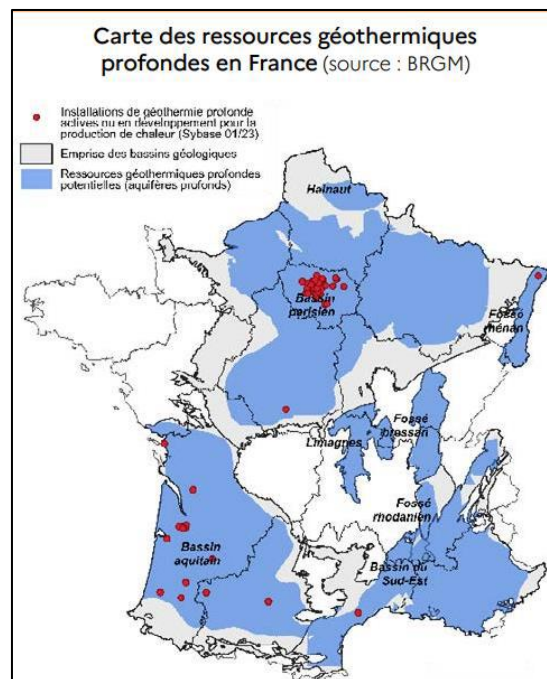 Carte des ressources géothermiques
profondes en France (source : BRGM)
Installations de géothermie profonde
actives ou en développement pour la
production de chaleur (Sybase 01/23)
Emprise des bassins géologiques
Ressources géothermiques profondes
potentielles (aquifères profonds)
Hainaut
Bassin
parisien
Fossé
rhénan
Fossé
bressan
Limagnes
Fossé
rhodanien
Bassin du
Sud-Est
Bassin
aquitain